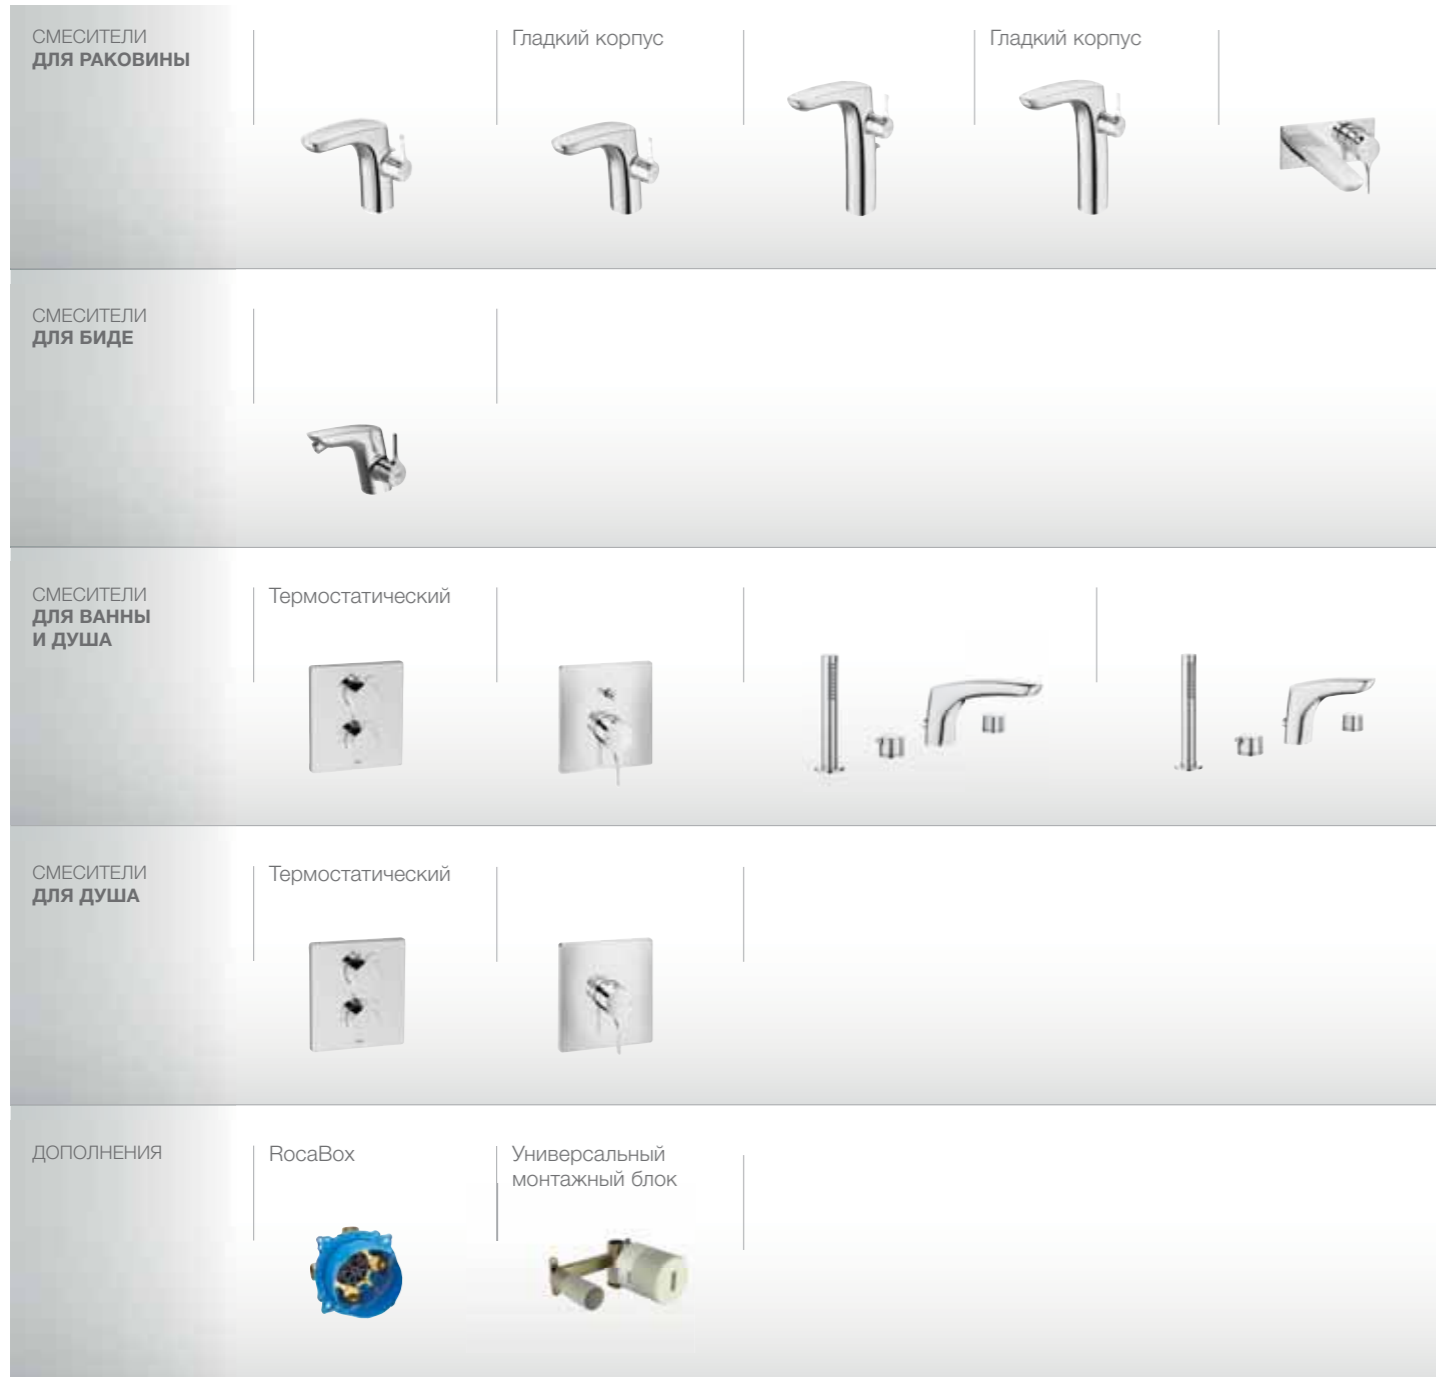 СМЕСИТЕЛИ
ДЛЯ РАКОВИНЫ
Гладкий корпус
Гладкий корпус
СМЕСИТЕЛИ
ДЛЯ БИДЕ
СМЕСИТЕЛИ
ДЛЯ ВАННЫ
И ДУША
Термостатический
СМЕСИТЕЛИ
ДЛЯ ДУША
Термостатический
ДОПОЛНЕНИЯ
RocaBox
Универсальный
монтажный блок